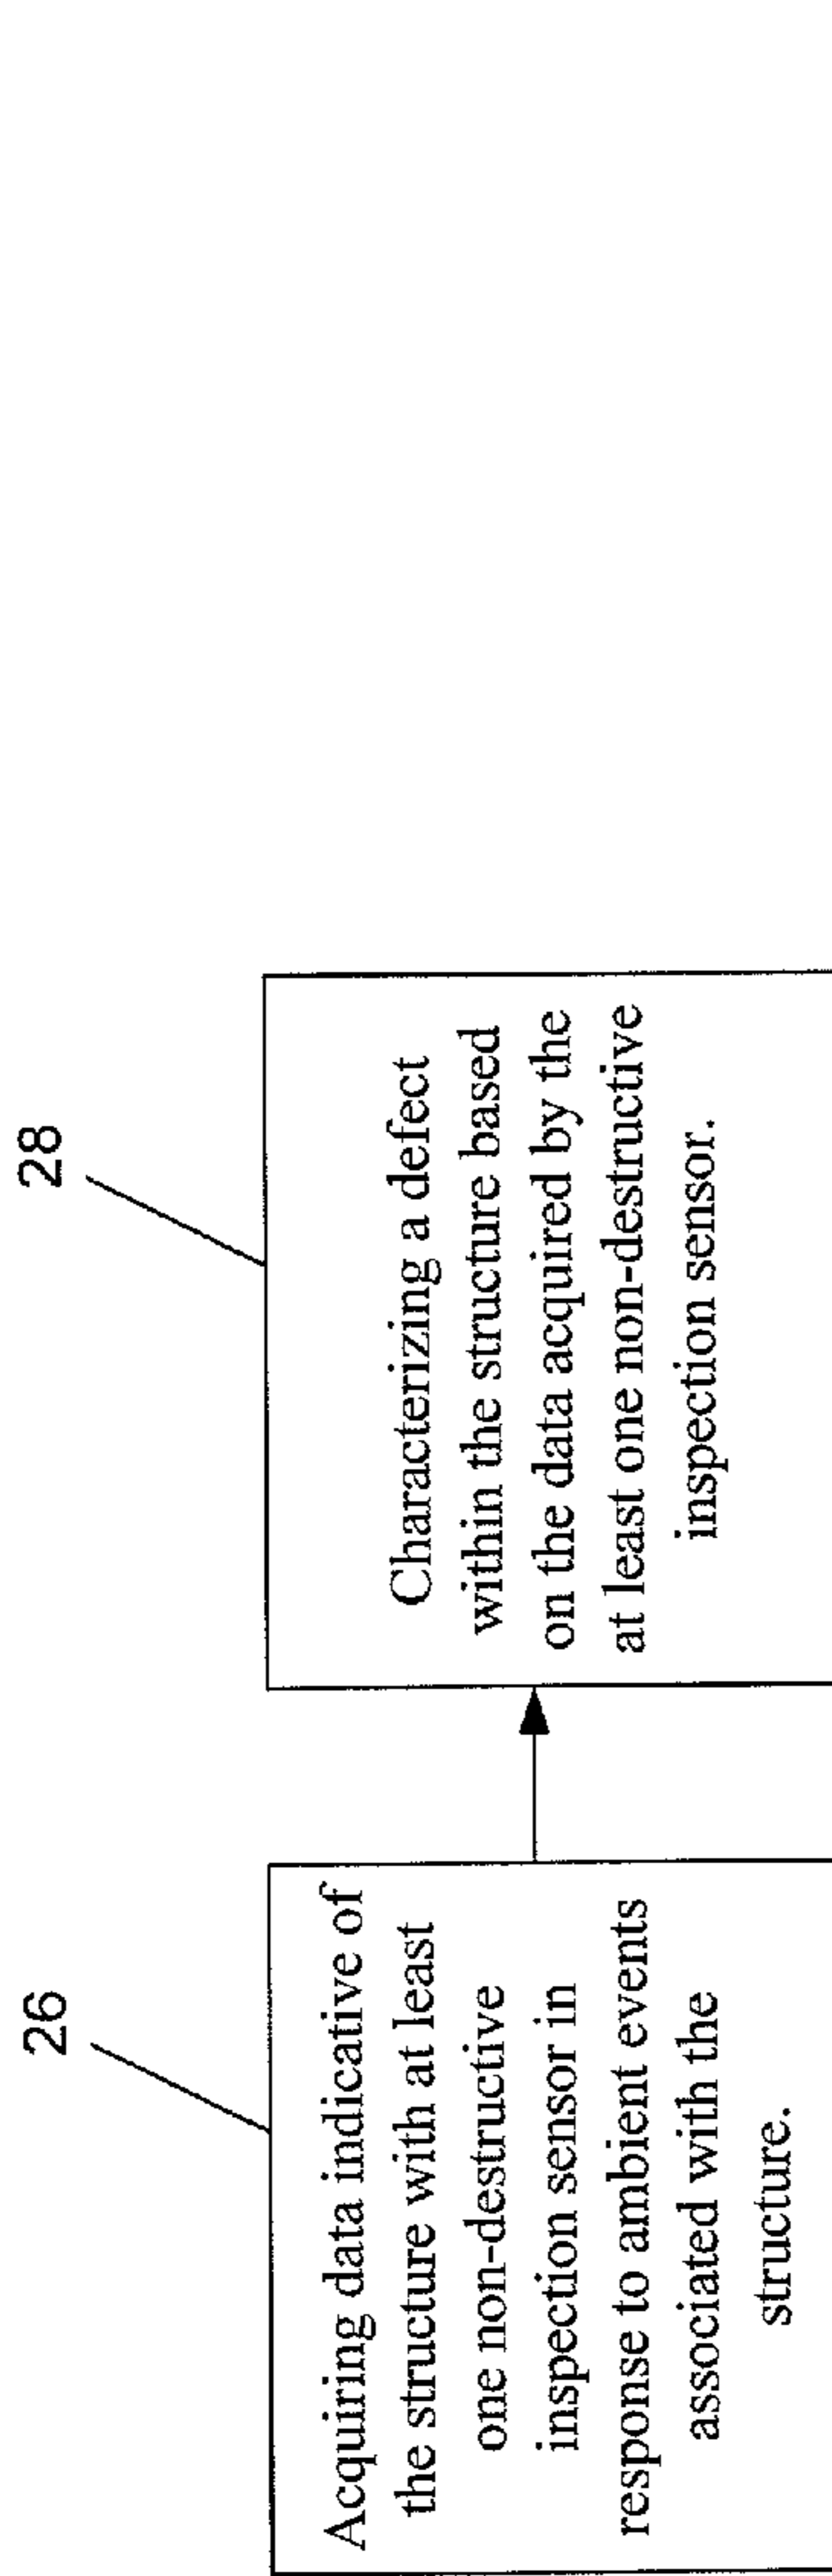 26
Acquiring data indicative of
the structure with at least
one non-destructive
inspection sensor in
response to ambient events
associated with the
structure.
28
Characterizing a defect
within the structure based
on the data acquired by the
at least one non-destructive
inspection sensor.